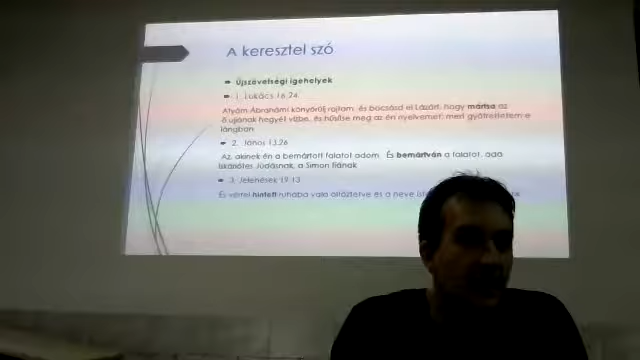 A keresztel szó
Újszövetségi igehelyek
1. Lukács 16.24
Atyám Ábrahám! könyörülj rajtam, és bocsásd el Lázárt, hogy mártsa az
ő ujjának hegyét vízbe, és hűsítse meg az én nyelvemet; mert gyötrettetem e
lángban
2. János 13.26
Az, akinek én a bemártott falatot adom. És bemártván a falatot, adá
Iskáriótes Júdásnak, a Simon fiának
3. Jelenések 19.13
És vérrel hintett ruhába vala öltöztetve és a neve